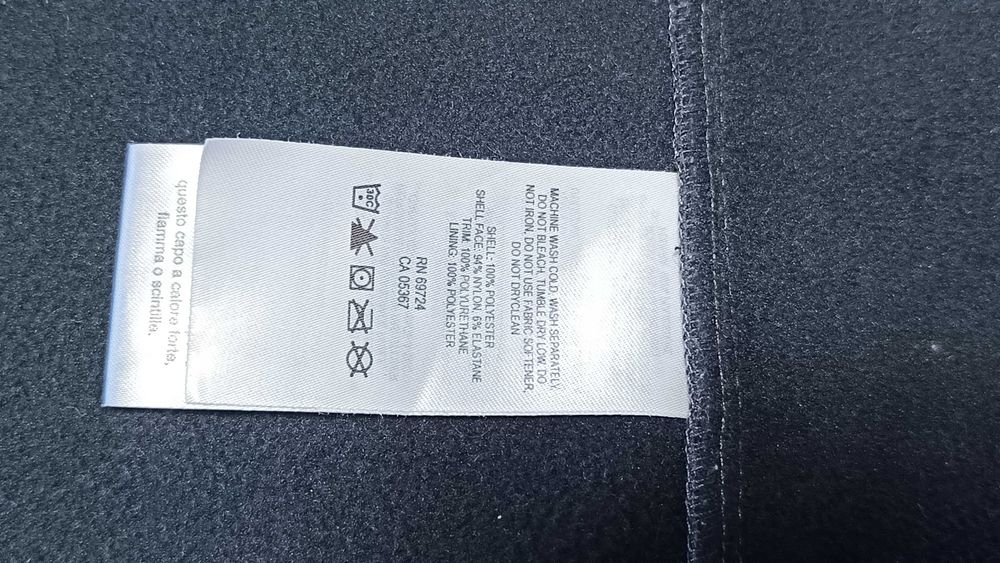 MACHINE WASH COLD, WASH SEPARATELY,
DO NOT BLEACH, TUMBLE DRY LOW, DO
NOT IRON, DO NOT USE FABRIC SOFTENER,
DO NOT DRYCLEAN
SHELL: 100% POLYESTER
SHELL FACE: 94% NYLON, 6% ELASTANE
TRIM: 100% POLYURETHANE
LINING: 100% POLYESTER
RN 69724
CA 05367
30C
questo capo a calore forte,
fiamma o scintilla.